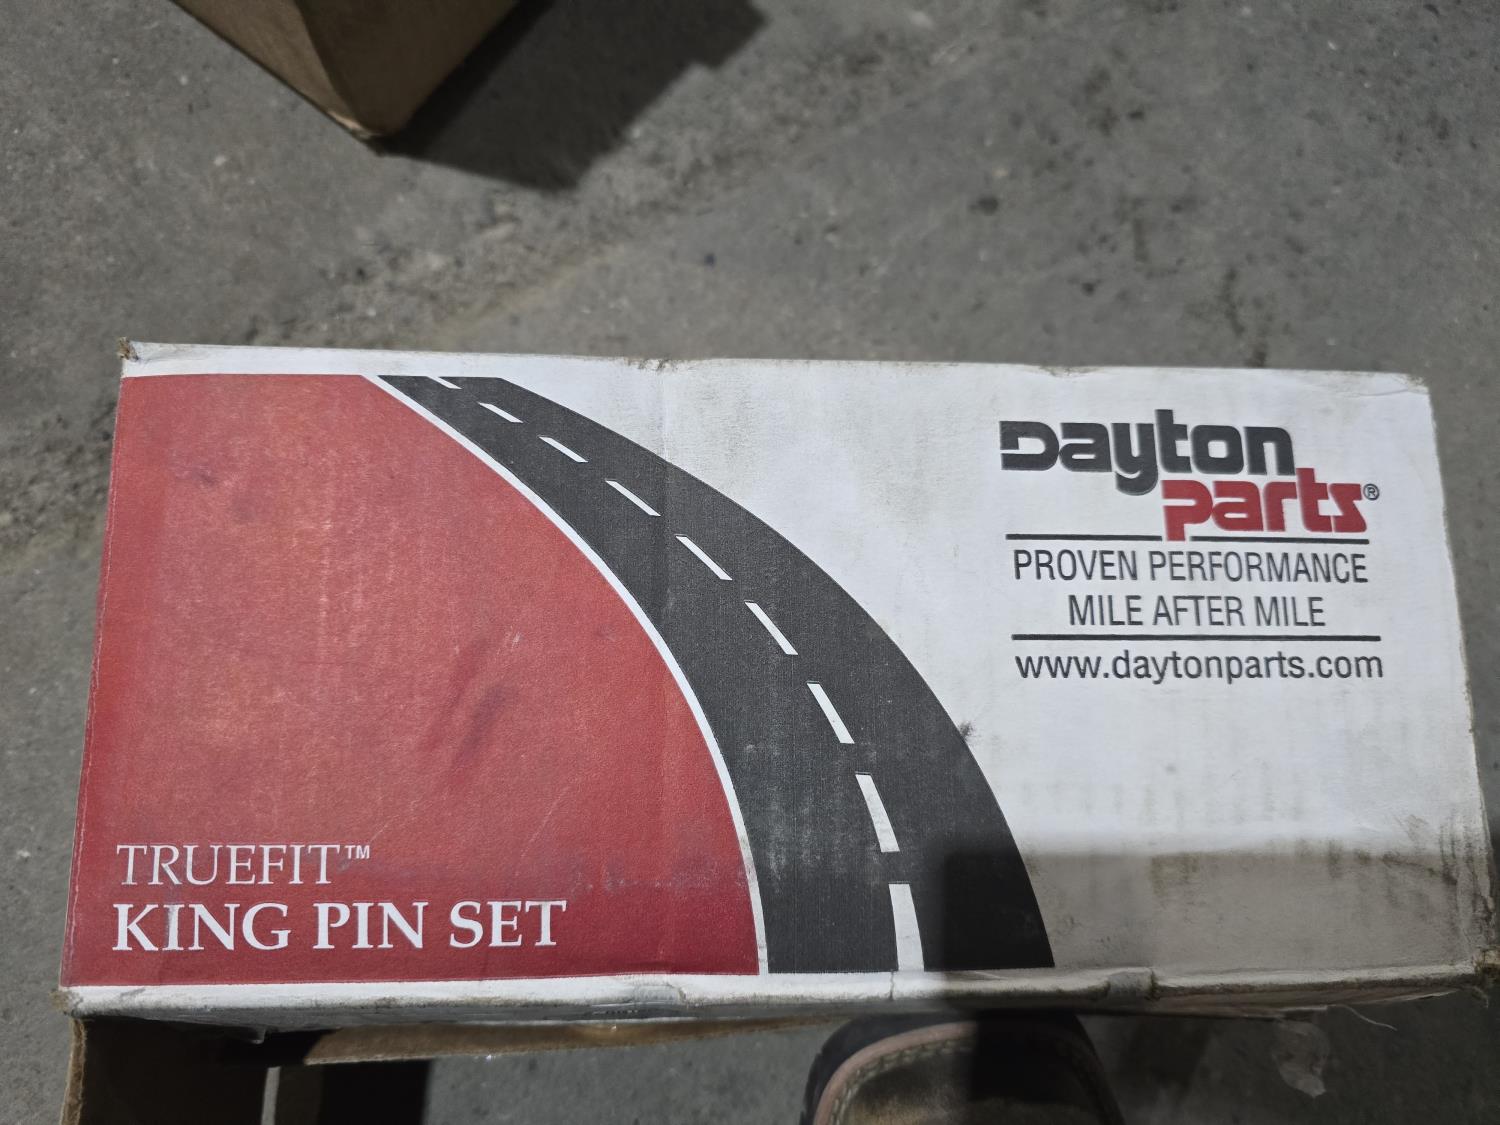 TRUEFIT™
KING PIN SET
Dayton
parts®
PROVEN PERFORMANCE
MILE AFTER MILE
www.daytonparts.com